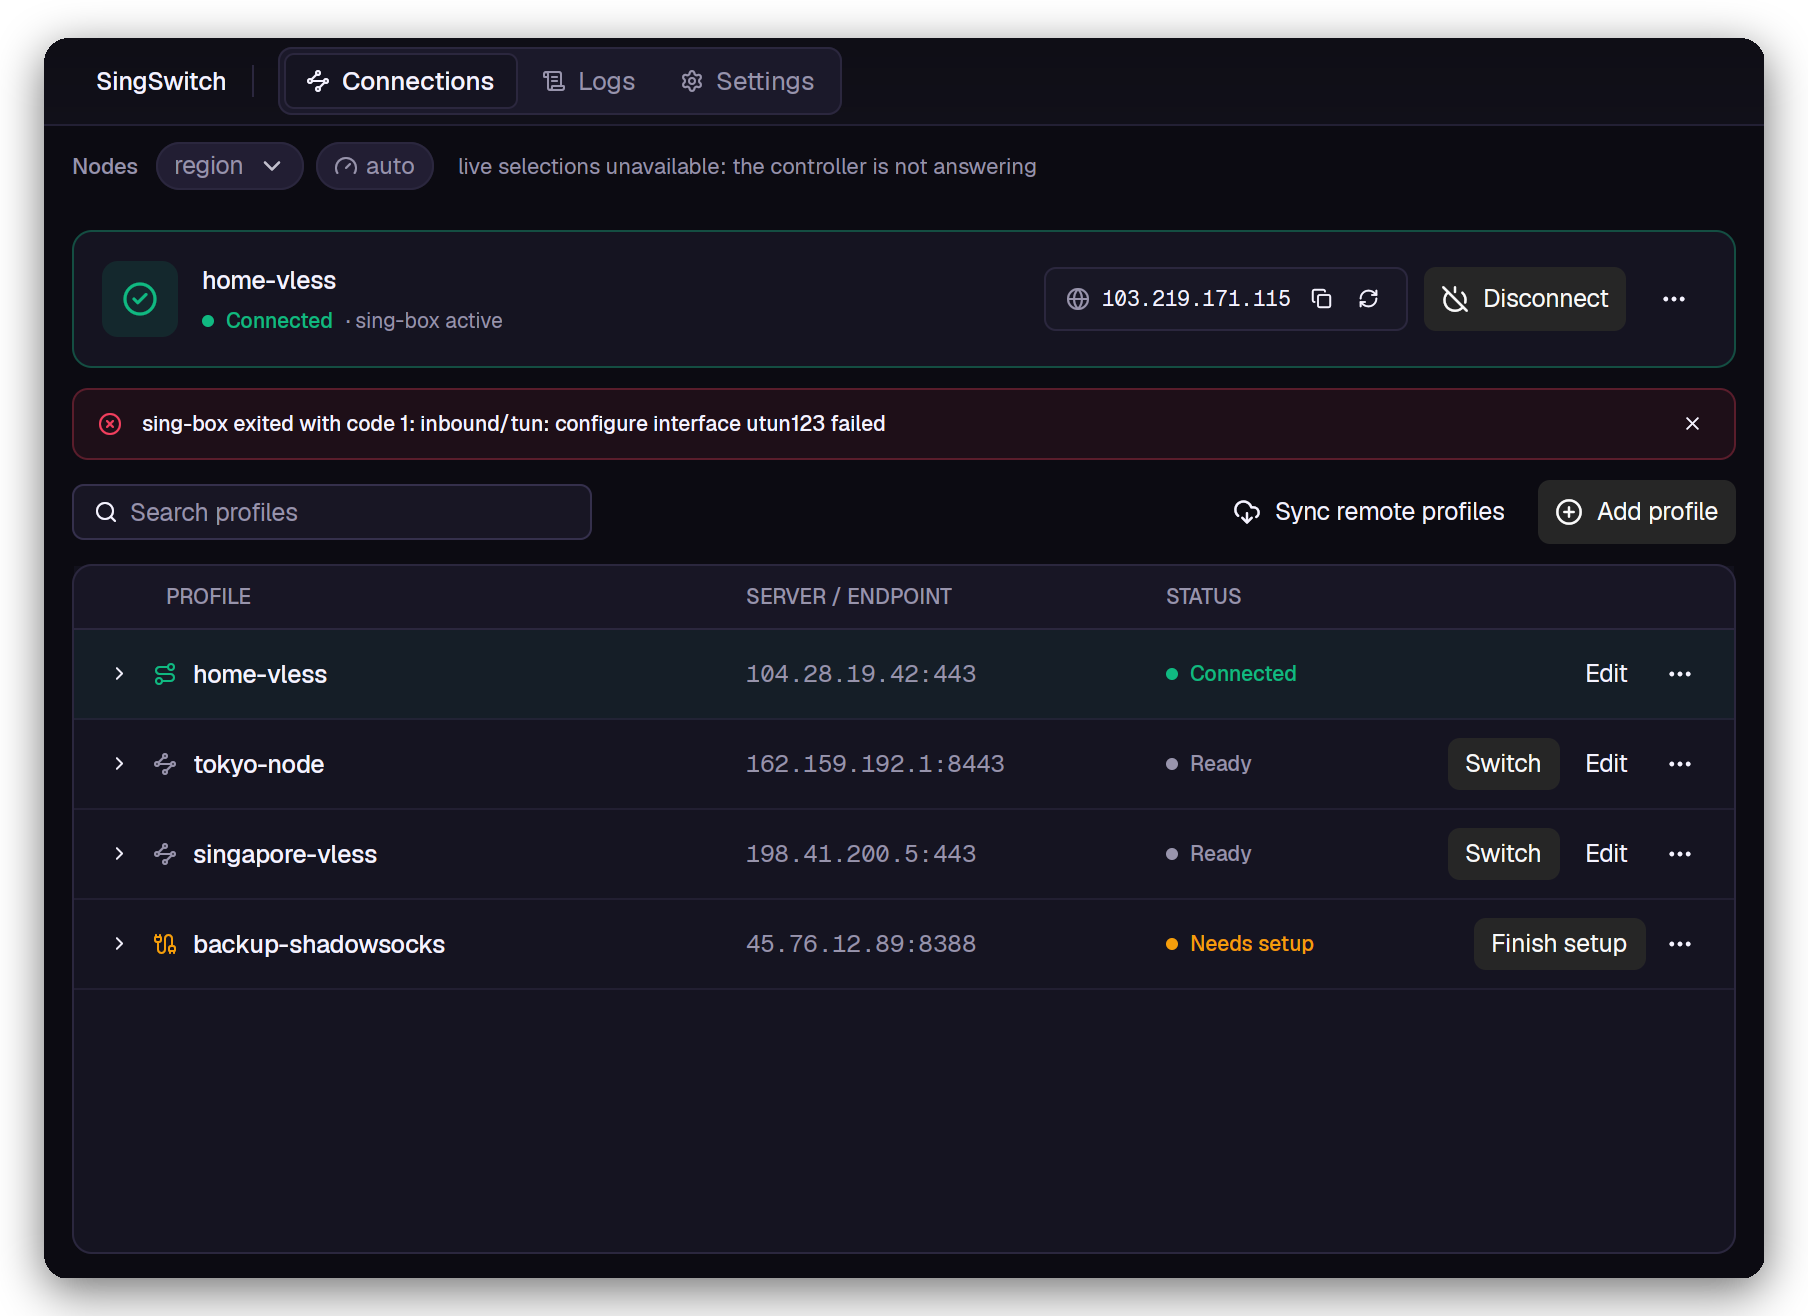 SingSwitch
Connections
Logs
Settings
Nodes
region
auto
live selections unavailable: the controller is not answering
home-vless
Connected · sing-box active
103.219.171.115
Disconnect
sing-box exited with code 1: inbound/tun: configure interface utun123 failed
Search profiles
Sync remote profiles
Add profile
PROFILE SERVER / ENDPOINT STATUS
home-vless 104.28.19.42:443 Connected Edit
tokyo-node 162.159.192.1:8443 Ready Switch Edit
singapore-vless 198.41.200.5:443 Ready Switch Edit
backup-shadowsocks 45.76.12.89:8388 Needs setup Finish setup